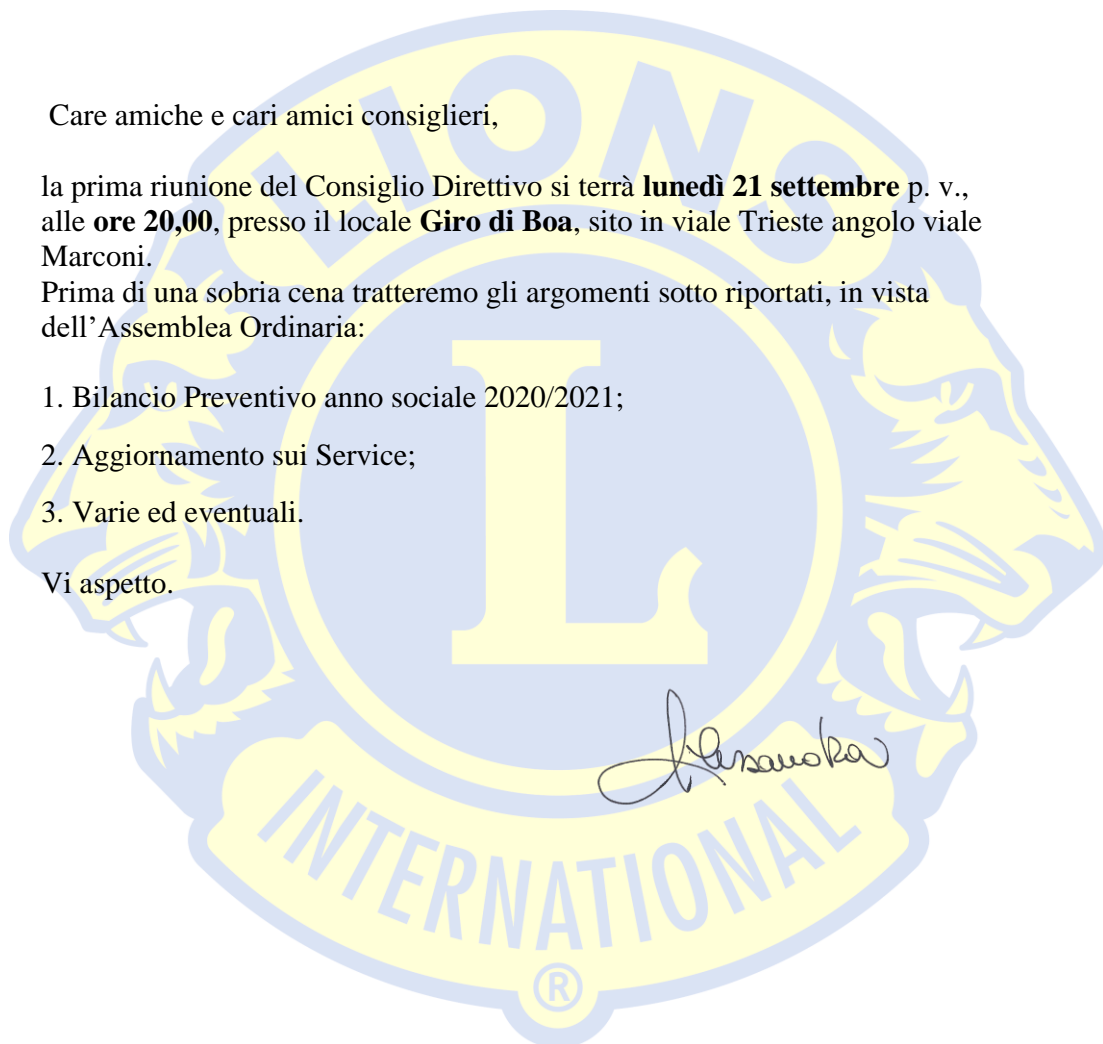 LIONS
Care amiche e cari amici consiglieri,
la prima riunione del Consiglio Direttivo si terrà lunedì 21 settembre p. v.,
alle ore 20,00, presso il locale Giro di Boa, sito in viale Trieste angolo viale
Marconi.
Prima di una sobria cena tratteremo gli argomenti sotto riportati, in vista
dell’Assemblea Ordinaria:
1. Bilancio Preventivo anno sociale 2020/2021;
2. Aggiornamento sui Service;
3. Varie ed eventuali.
Vi aspetto.
L
Alessandra
INTERNATIONAL
®